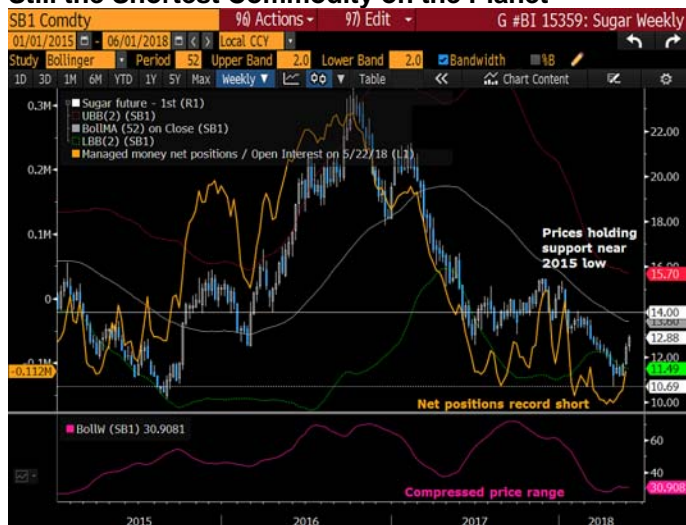 Still the Shortest Commodity on the Planet
SB1 Comdty 96) Actions 97) Edit G #BI 15359: Sugar Weekly
01/01/2015 - 06/01/2018 Local CCY
Study Bollinger Period 52 Upper Band 2.0 Lower Band 2.0 Bandwidth %B
1D 3D 1M 6M YTD 1Y 5Y Max Weekly ▼ Table « Chart Content
Sugar future - 1st (R1)
UBB(2) (SB1)
BollMA (52) on Close (SB1)
LBB(2) (SB1)
Managed money net positions / Open Interest on 5/22/18 (L1)
0.3M
0.2M
0.1M
0
-0.1M
-0.112M
22.00
20.00
18.00
16.00
15.70
14.00
13.60
12.88
12.00
11.49
10.69
10.00
Prices holding
support near
2015 low
Net positions record short
BollW (SB1) 30.9081
Compressed price range
60
40
30.908
2015 2016 2017 2018